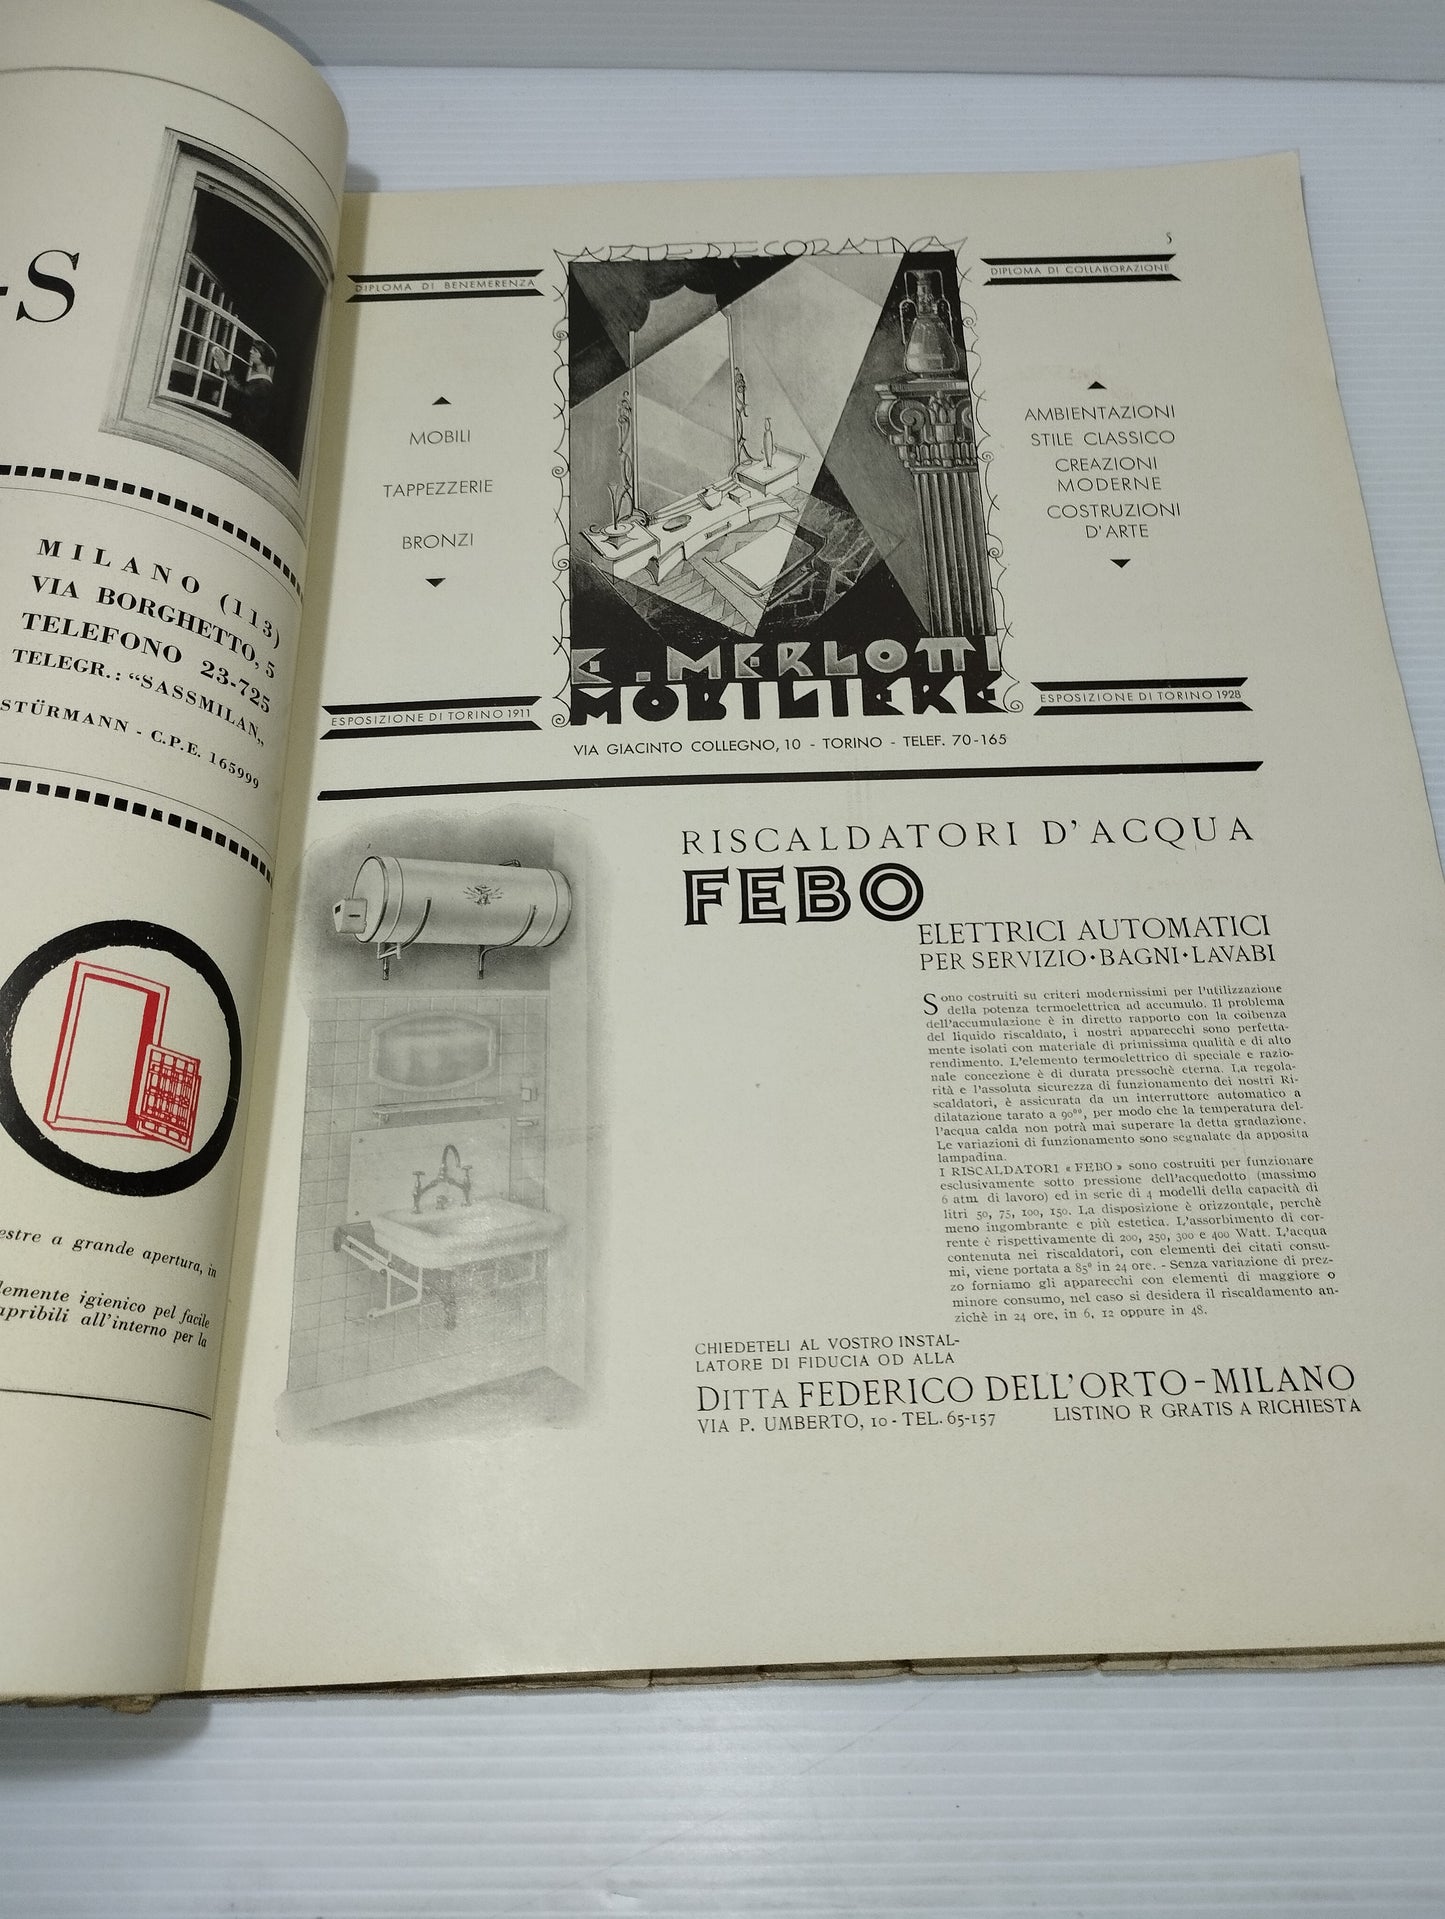 -S
MILANO (113)
VIA BORGHETTO, 5
TELEFONO 23-725
TELEGR.: "SASSMILAN„
STÜRMANN - C.P.E. 165999
estre a grande apertura, in
lemente igienico pel facile
apribili all'interno per la
5
ARTE DECORATIVA
DIPLOMA DI BENEMERENZA
DIPLOMA DI COLLABORAZIONE
MOBILI
TAPPEZZERIE
BRONZI
AMBIENTAZIONI
STILE CLASSICO
CREAZIONI
MODERNE
COSTRUZIONI
D'ARTE
E. MERLOTTI
MOBILIERE
ESPOSIZIONE DI TORINO 1911
ESPOSIZIONE DI TORINO 1928
VIA GIACINTO COLLEGNO, 10 - TORINO - TELEF. 70-165
RISCALDATORI D'ACQUA
FEBO
ELETTRICI AUTOMATICI
PER SERVIZIO·BAGNI·LAVABI
Sono costruiti su criteri modernissimi per l'utilizzazione
della potenza termoelettrica ad accumulo. Il problema
dell'accumulazione è in diretto rapporto con la coibenza
del liquido riscaldato, i nostri apparecchi sono perfetta-
mente isolati con materiale di primissima qualità e di alto
rendimento. L'elemento termoelettrico di speciale e razio-
nale concezione è di durata pressochè eterna. La regola-
rità e l'assoluta sicurezza di funzionamento dei nostri Ri-
scaldatori, è assicurata da un interruttore automatico a
dilatazione tarato a 90°°, per modo che la temperatura del-
l'acqua calda non potrà mai superare la detta gradazione.
Le variazioni di funzionamento sono segnalate da apposita
lampadina.
I RISCALDATORI « FEBO » sono costruiti per funzionare
esclusivamente sotto pressione dell'acquedotto (massimo
6 atm. di lavoro) ed in serie di 4 modelli della capacità di
litri 50, 75, 100, 150. La disposizione è orizzontale, perchè
meno ingombrante e più estetica. L'assorbimento di cor-
rente è rispettivamente di 200, 250, 300 e 400 Watt. L'acqua
contenuta nei riscaldatori, con elementi dei citati consu-
mi, viene portata a 85° in 24 ore. - Senza variazione di prez-
zo forniamo gli apparecchi con elementi di maggiore o
minore consumo, nel caso si desidera il riscaldamento an-
zichè in 24 ore, in 6, 12 oppure in 48.
CHIEDETELI AL VOSTRO INSTAL-
LATORE DI FIDUCIA OD ALLA
DITTA FEDERICO DELL'ORTO - MILANO
VIA P. UMBERTO, 10 - TEL. 65-157 LISTINO R GRATIS A RICHIESTA